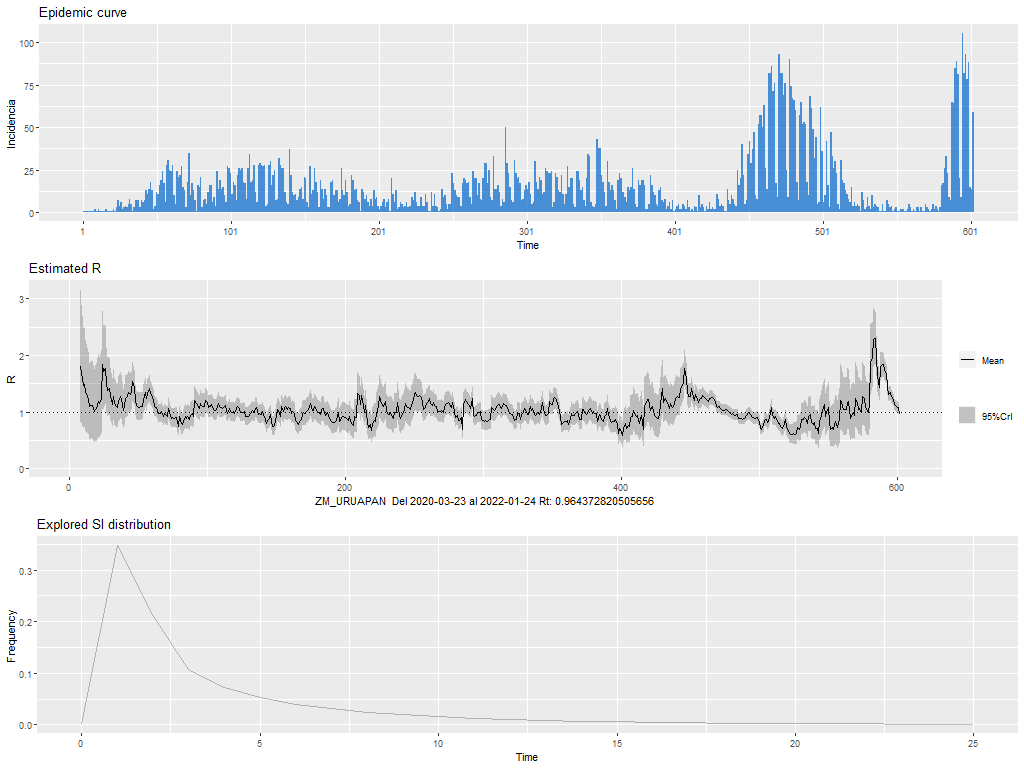 Epidemic curve
100
75
50
25
0
Incidencia
1 101 201 301 401 501 601
Time
Estimated R
3
2
1
0
R
Mean
95%CrI
0 200 400 600
ZM_URUAPAN Del 2020-03-23 al 2022-01-24 Rt: 0.964372820505656
Explored SI distribution
0.3
0.2
0.1
0.0
Frequency
0 5 10 15 20 25
Time